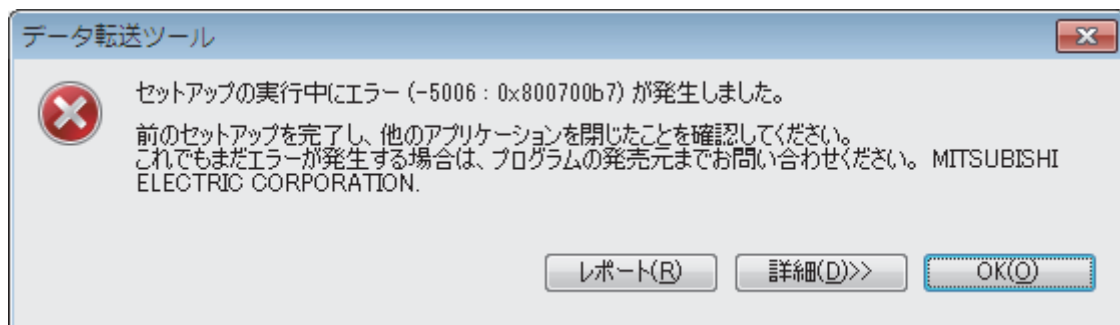 データ転送ツール
セットアップの実行中にエラー (-5006 : 0x800700b7) が発生しました。
前のセットアップを完了し、他のアプリケーションを閉じたことを確認してください。
これでもまだエラーが発生する場合は、プログラムの発売元までお問い合わせください。 MITSUBISHI
ELECTRIC CORPORATION.
レポート(R)
詳細(D)>>
OK(O)